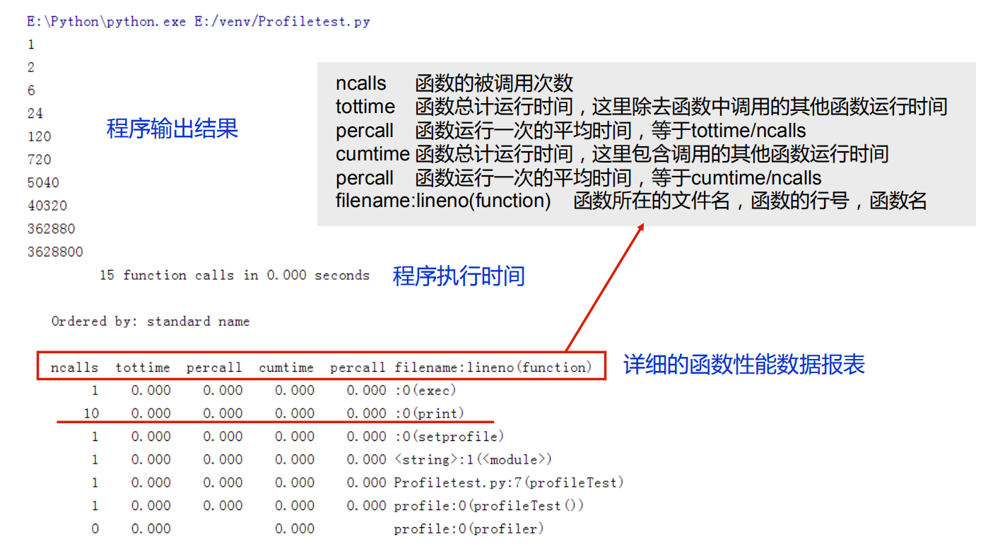 E:\Python\python.exe E:/venv/Profiletest.py
1
2
6
24
120
720
5040
40320
362880
3628800
程序输出结果
ncalls 函数的被调用次数
tottime 函数总计运行时间，这里除去函数中调用的其他函数运行时间
percall 函数运行一次的平均时间，等于tottime/ncalls
cumtime 函数总计运行时间，这里包含调用的其他函数运行时间
percall 函数运行一次的平均时间，等于cumtime/ncalls
filename:lineno(function) 函数所在的文件名，函数的行号，函数名
15 function calls in 0.000 seconds 程序执行时间
Ordered by: standard name
ncalls tottime percall cumtime percall filename:lineno(function) 详细的函数性能数据报表
1 0.000 0.000 0.000 0.000 :0(exec)
10 0.000 0.000 0.000 0.000 :0(print)
1 0.000 0.000 0.000 0.000 :0(setprofile)
1 0.000 0.000 0.000 0.000 <string>:1(<module>)
1 0.000 0.000 0.000 0.000 Profiletest.py:7(profileTest)
1 0.000 0.000 0.000 0.000 profile:0(profileTest())
0 0.000 0.000 profile:0(profiler)